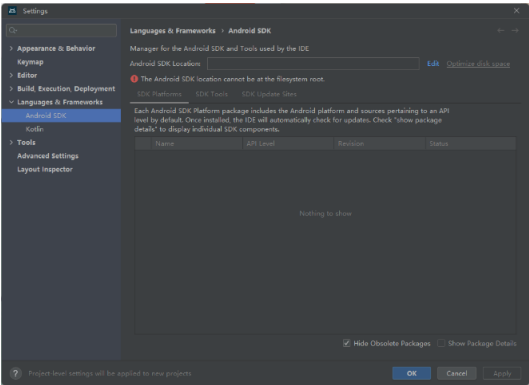 Settings
Languages & Frameworks › Android SDK
Appearance & Behavior
Keymap
Editor
Build, Execution, Deployment
Languages & Frameworks
Android SDK
Kotlin
Tools
Advanced Settings
Layout Inspector
Manager for the Android SDK and Tools used by the IDE
Android SDK Location:
Edit
Optimize disk space
The Android SDK location cannot be at the filesystem root.
SDK Platforms SDK Tools SDK Update Sites
Each Android SDK Platform package includes the Android platform and sources pertaining to an API
level by default. Once installed, the IDE will automatically check for updates. Check "show package
details" to display individual SDK components.
Name API Level Revision Status
Nothing to show
Hide Obsolete Packages Show Package Details
? Project-level settings will be applied to new projects
OK Cancel Apply